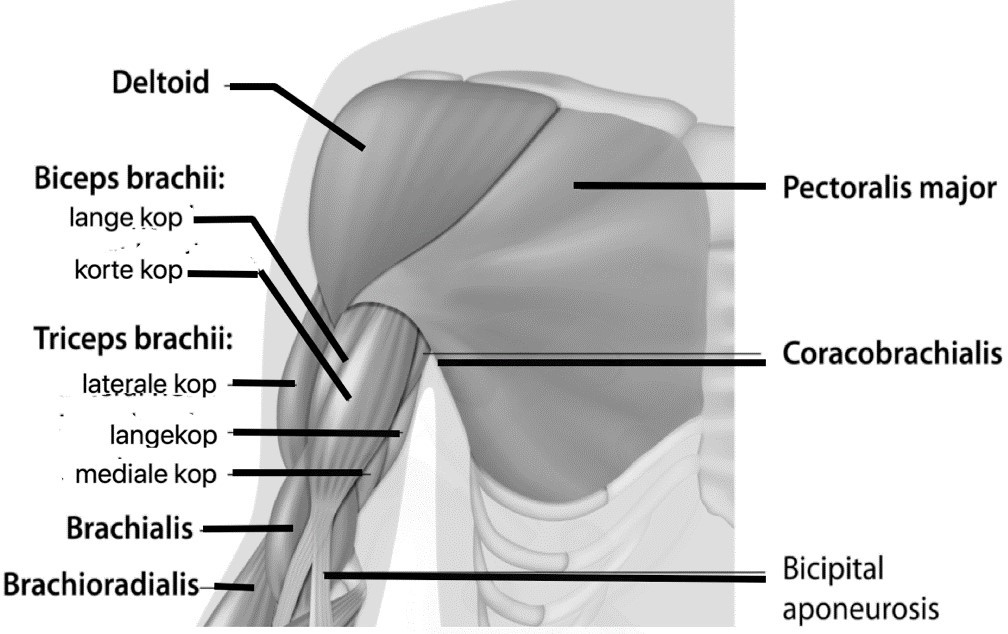 Deltoid
Biceps brachii:
lange kop
korte kop
Triceps brachii:
laterale kop
langekop
mediale kop
Brachialis
Brachioradialis
Pectoralis major
Coracobrachialis
Bicipital
aponeurosis